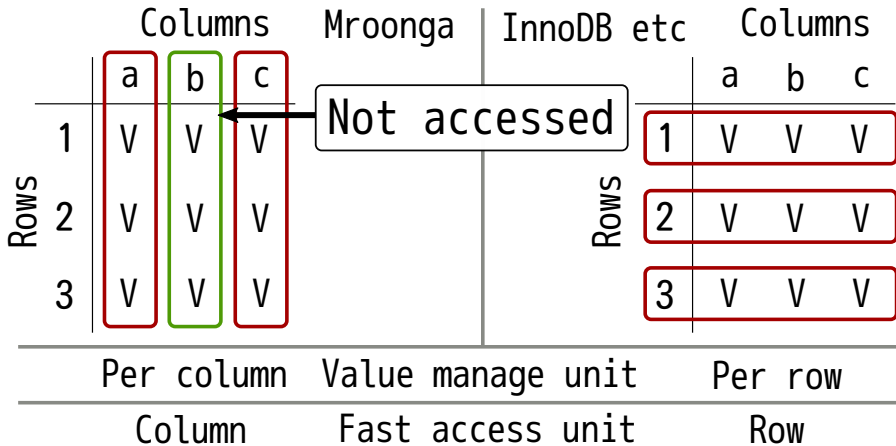 Columns Mroonga InnoDB etc Columns
a b c a b c
Not accessed
1 V V V 1 V V V
Rows 2 V V V Rows 2 V V V
3 V V V 3 V V V
Per column Value manage unit Per row
Column Fast access unit Row